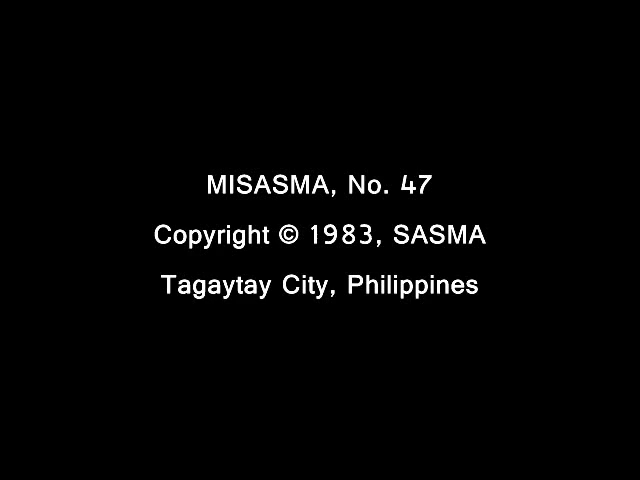 MISASMA, No. 47
Copyright © 1983, SASMA
Tagaytay City, Philippines